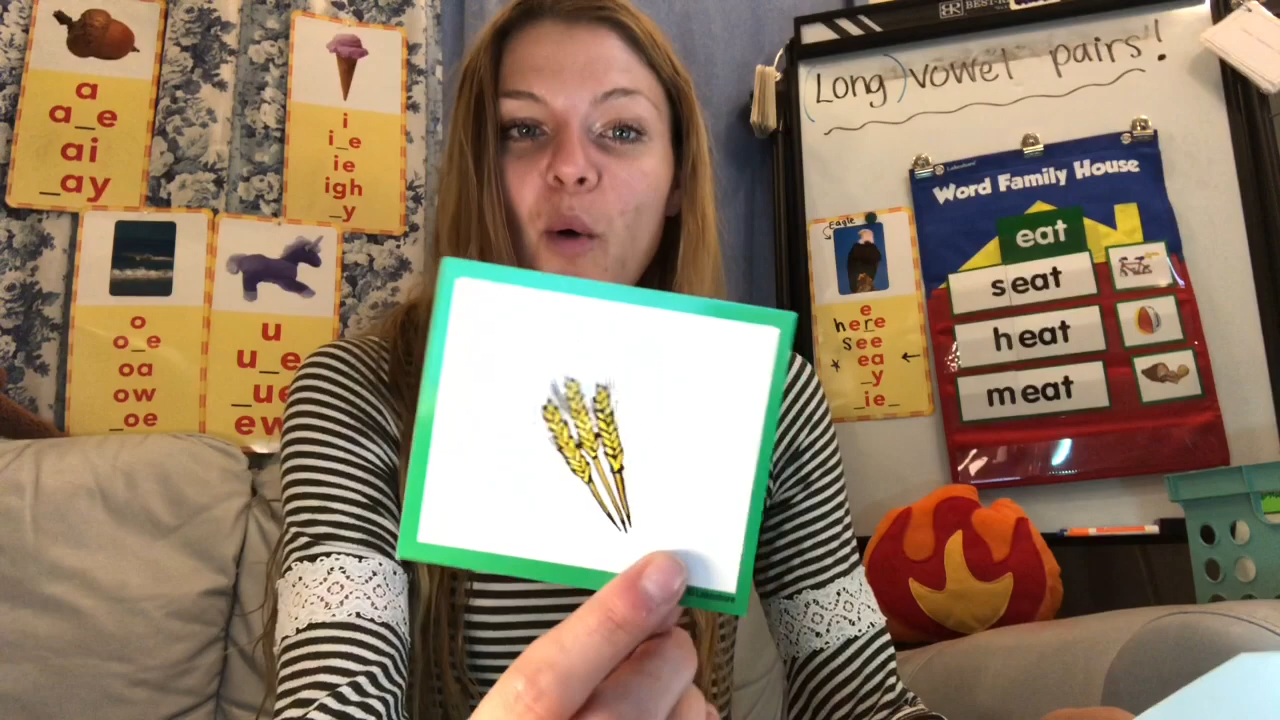 a
a_e
ai
_ay
i
i_e
ie
igh
_y
o
o_e
oa
ow
_oe
u
u_e
_ue
ew
(Long) vowel pairs!
Eagle
e
here
see
* ea ←
_y
_ie_
Lakeshore
Word Family House
eat
seat
heat
meat